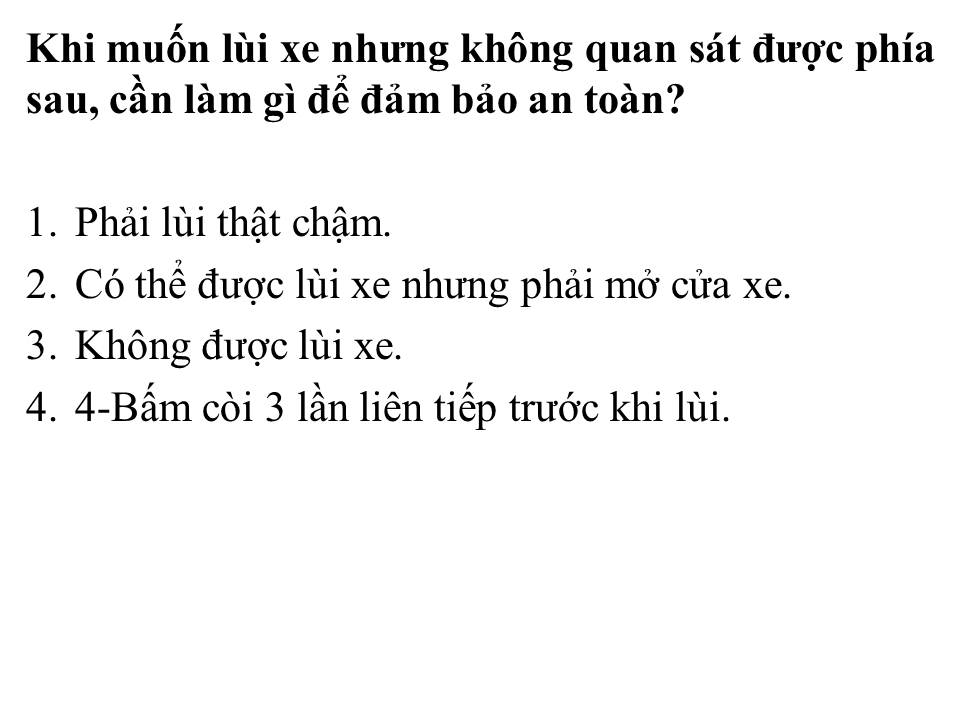 Khi muốn lùi xe nhưng không quan sát được phía
sau, cần làm gì để đảm bảo an toàn?
1. Phải lùi thật chậm.
2. Có thể được lùi xe nhưng phải mở cửa xe.
3. Không được lùi xe.
4. 4-Bấm còi 3 lần liên tiếp trước khi lùi.